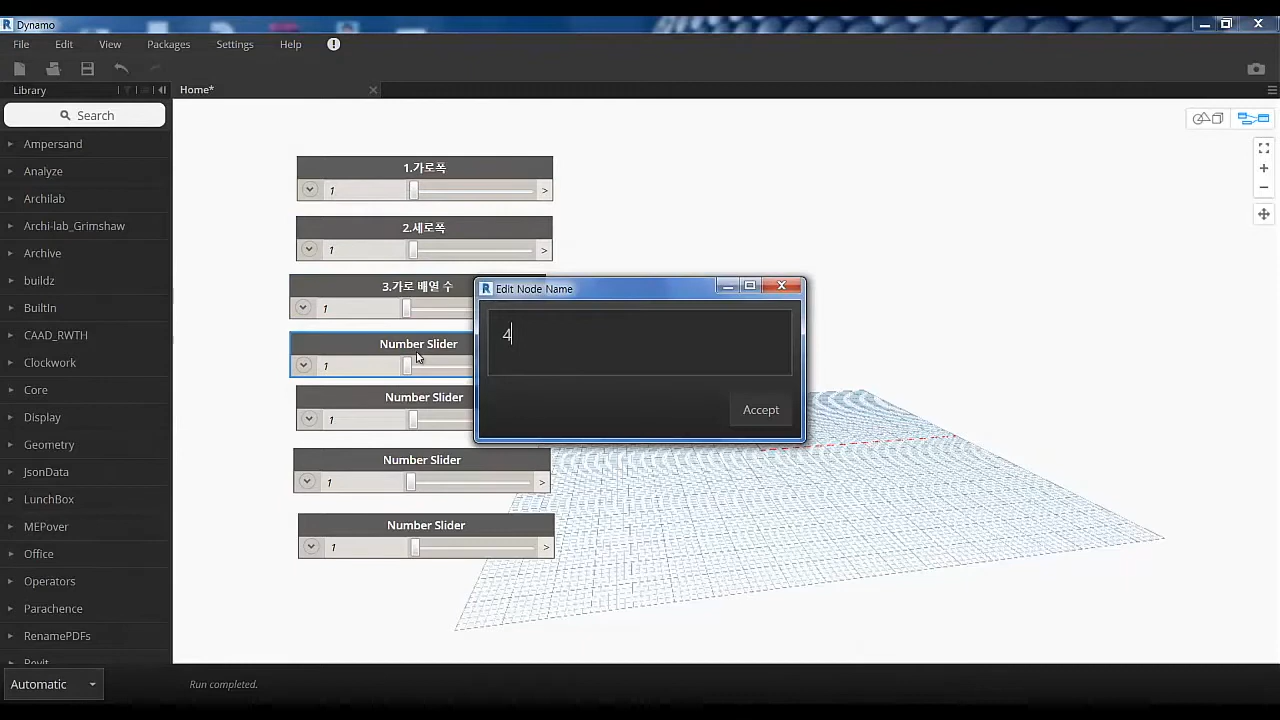 Dynamo
File Edit View Packages Settings Help
Library
Home*
Search
Ampersand
Analyze
Archilab
Archi-lab_Grimshaw
Archive
buildz
BuiltIn
CAAD_RWTH
Clockwork
Core
Display
Geometry
JsonData
LunchBox
MEPover
Office
Operators
Parachence
RenamePDFs
Revit
1.가로폭
1 >
2.세로폭
1 >
3.가로 배열 수
1
Number Slider
1
Number Slider
1
Number Slider
1 >
Number Slider
1 >
Edit Node Name
4
Accept
Automatic
Run completed.